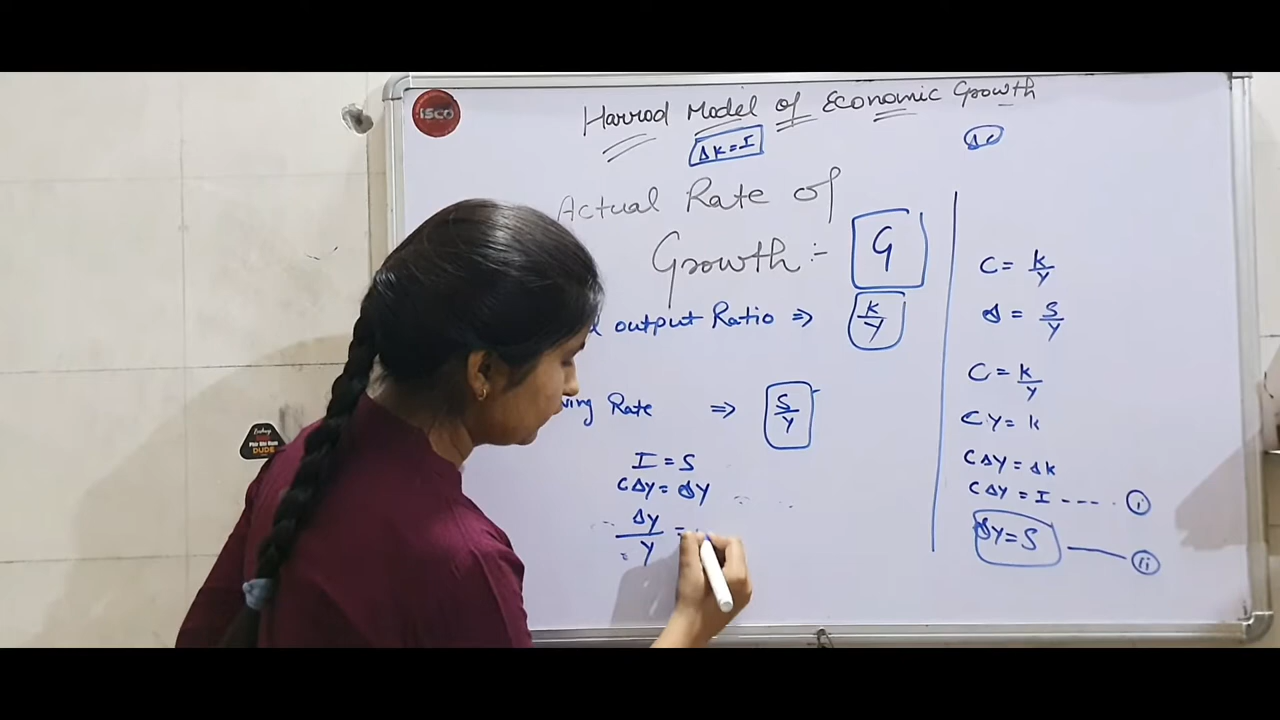 Harrod Model of Economic Growth
isco
ΔK=I
Actual Rate of
Growth :- G
output Ratio ⇒ K/Y
Rate ⇒ S/Y
I = S
CΔY = sY
ΔY/Y =
C = K/Y
s = S/Y
C = K/Y
CY = K
CΔY = ΔK
CΔY = I ---- (i)
sY = S —— (ii)
DUDE